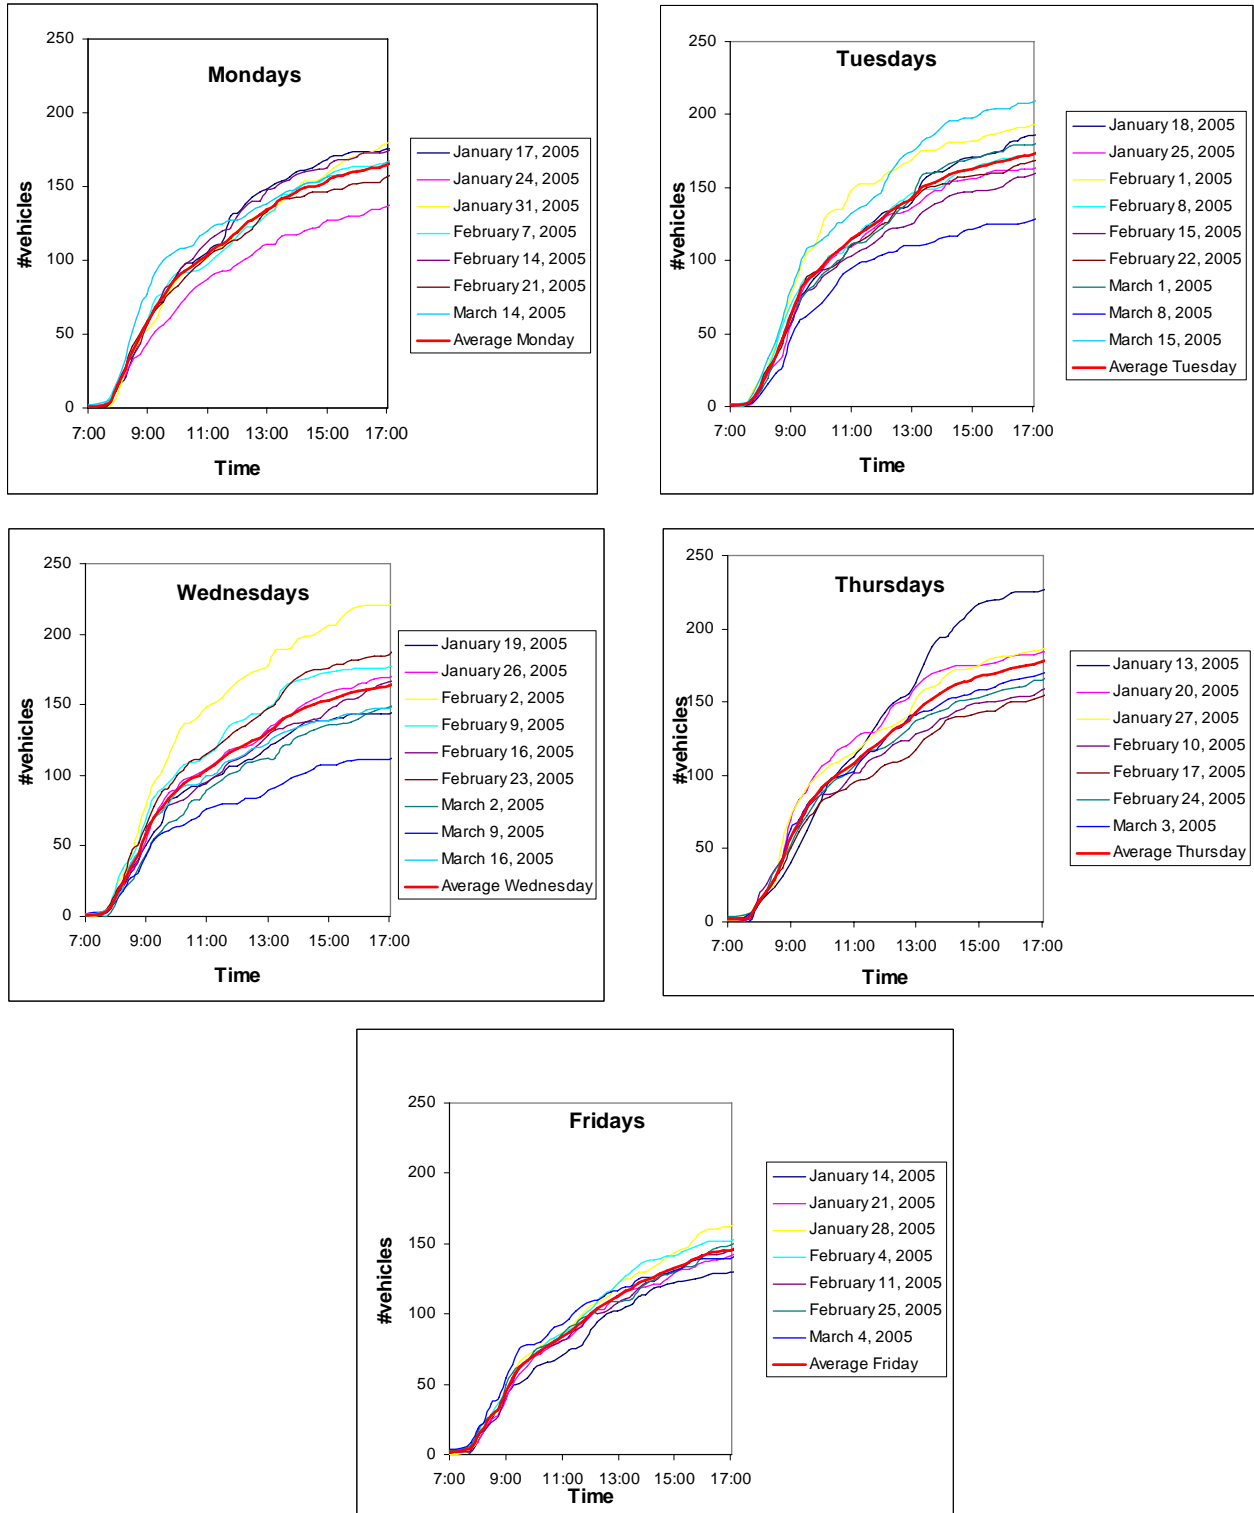 Mondays
250
200
150
100
50
0
#vehicles
7:00 9:00 11:00 13:00 15:00 17:00
Time
January 17, 2005
January 24, 2005
January 31, 2005
February 7, 2005
February 14, 2005
February 21, 2005
March 14, 2005
Average Monday
Tuesdays
250
200
150
100
50
0
#vehicles
7:00 9:00 11:00 13:00 15:00 17:00
Time
January 18, 2005
January 25, 2005
February 1, 2005
February 8, 2005
February 15, 2005
February 22, 2005
March 1, 2005
March 8, 2005
March 15, 2005
Average Tuesday
Wednesdays
250
200
150
100
50
0
#vehicles
7:00 9:00 11:00 13:00 15:00 17:00
Time
January 19, 2005
January 26, 2005
February 2, 2005
February 9, 2005
February 16, 2005
February 23, 2005
March 2, 2005
March 9, 2005
March 16, 2005
Average Wednesday
Thursdays
250
200
150
100
50
0
#vehicles
7:00 9:00 11:00 13:00 15:00 17:00
Time
January 13, 2005
January 20, 2005
January 27, 2005
February 10, 2005
February 17, 2005
February 24, 2005
March 3, 2005
Average Thursday
Fridays
250
200
150
100
50
0
#vehicles
7:00 9:00 11:00 13:00 15:00 17:00
Time
January 14, 2005
January 21, 2005
January 28, 2005
February 4, 2005
February 11, 2005
February 25, 2005
March 4, 2005
Average Friday